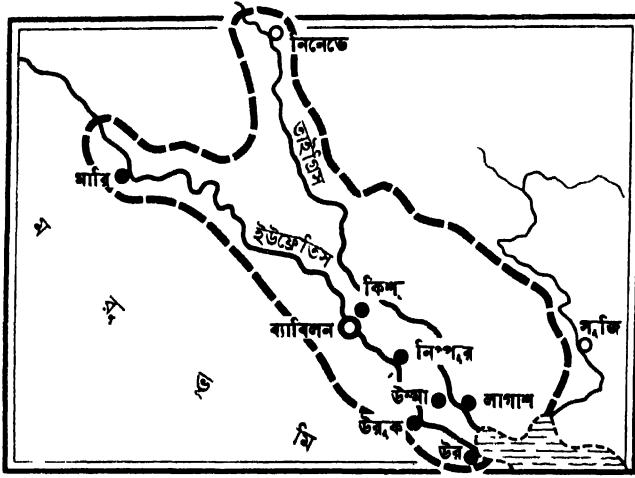 নিনেভে
তাইগ্রিস
মারি
ইউফ্রেতিস
কিশ
ব্যাবিলন
নিপ্পুর
সুজি
উম্মা
লাগাশ
উরুক
উর
মরুভূমি